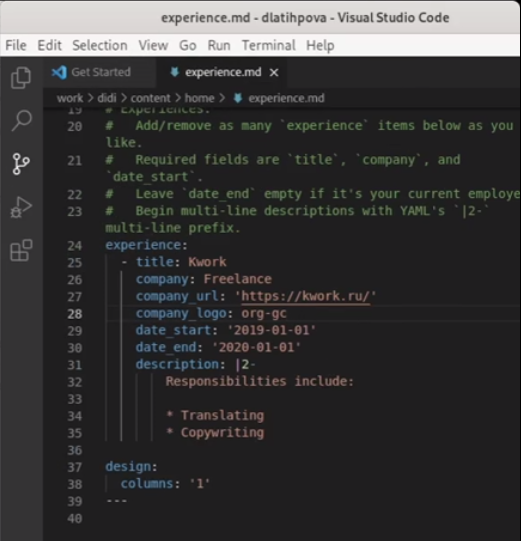 experience.md - dlatihpova - Visual Studio Code
File Edit Selection View Go Run Terminal Help
Get Started experience.md ×
work > didi > content > home > experience.md
19 # Experiences.
20 #   Add/remove as many `experience` items below as you
like.
21 #   Required fields are `title`, `company`, and
`date_start`.
22 #   Leave `date_end` empty if it's your current employe
23 #   Begin multi-line descriptions with YAML's `|2-`
multi-line prefix.
24 experience:
25   - title: Kwork
26     company: Freelance
27     company_url: 'https://kwork.ru/'
28     company_logo: org-gc
29     date_start: '2019-01-01'
30     date_end: '2020-01-01'
31     description: |2-
32         Responsibilities include:
33
34         * Translating
35         * Copywriting
36
37 design:
38   columns: '1'
39 ---
40